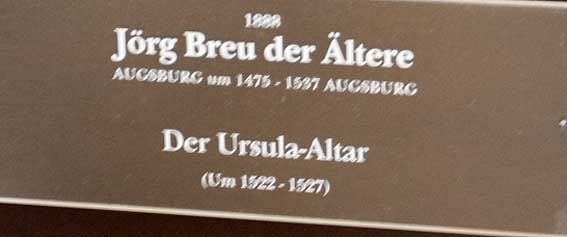 1888
Jörg Breu der Ältere
AUGSBURG um 1475 - 1537 AUGSBURG
Der Ursula-Altar
(Um 1522 - 1527)